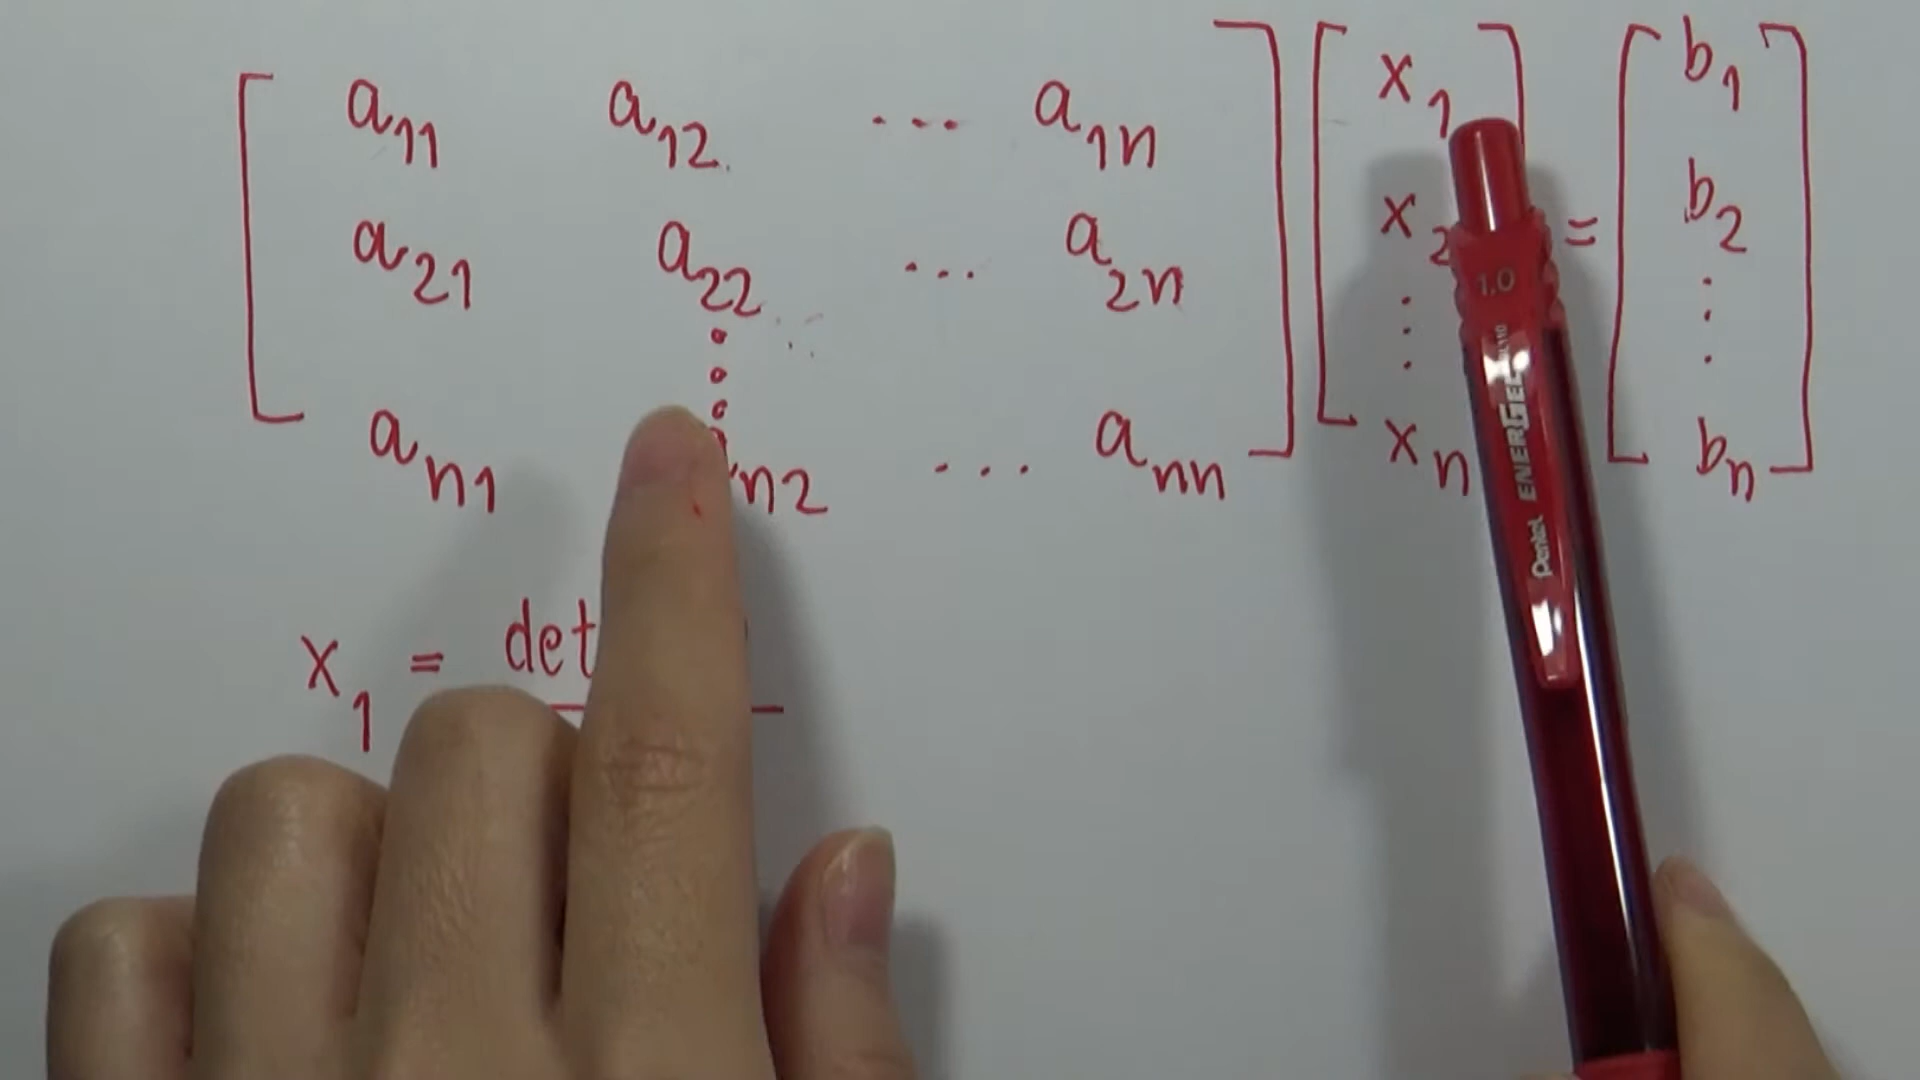 a11 a12 ... a1n x1 b1
a21 a22 ... a2n x2 = b2
an1 n2 ... ann xn bn
x1 = det
1.0
Pentel ENERGEL